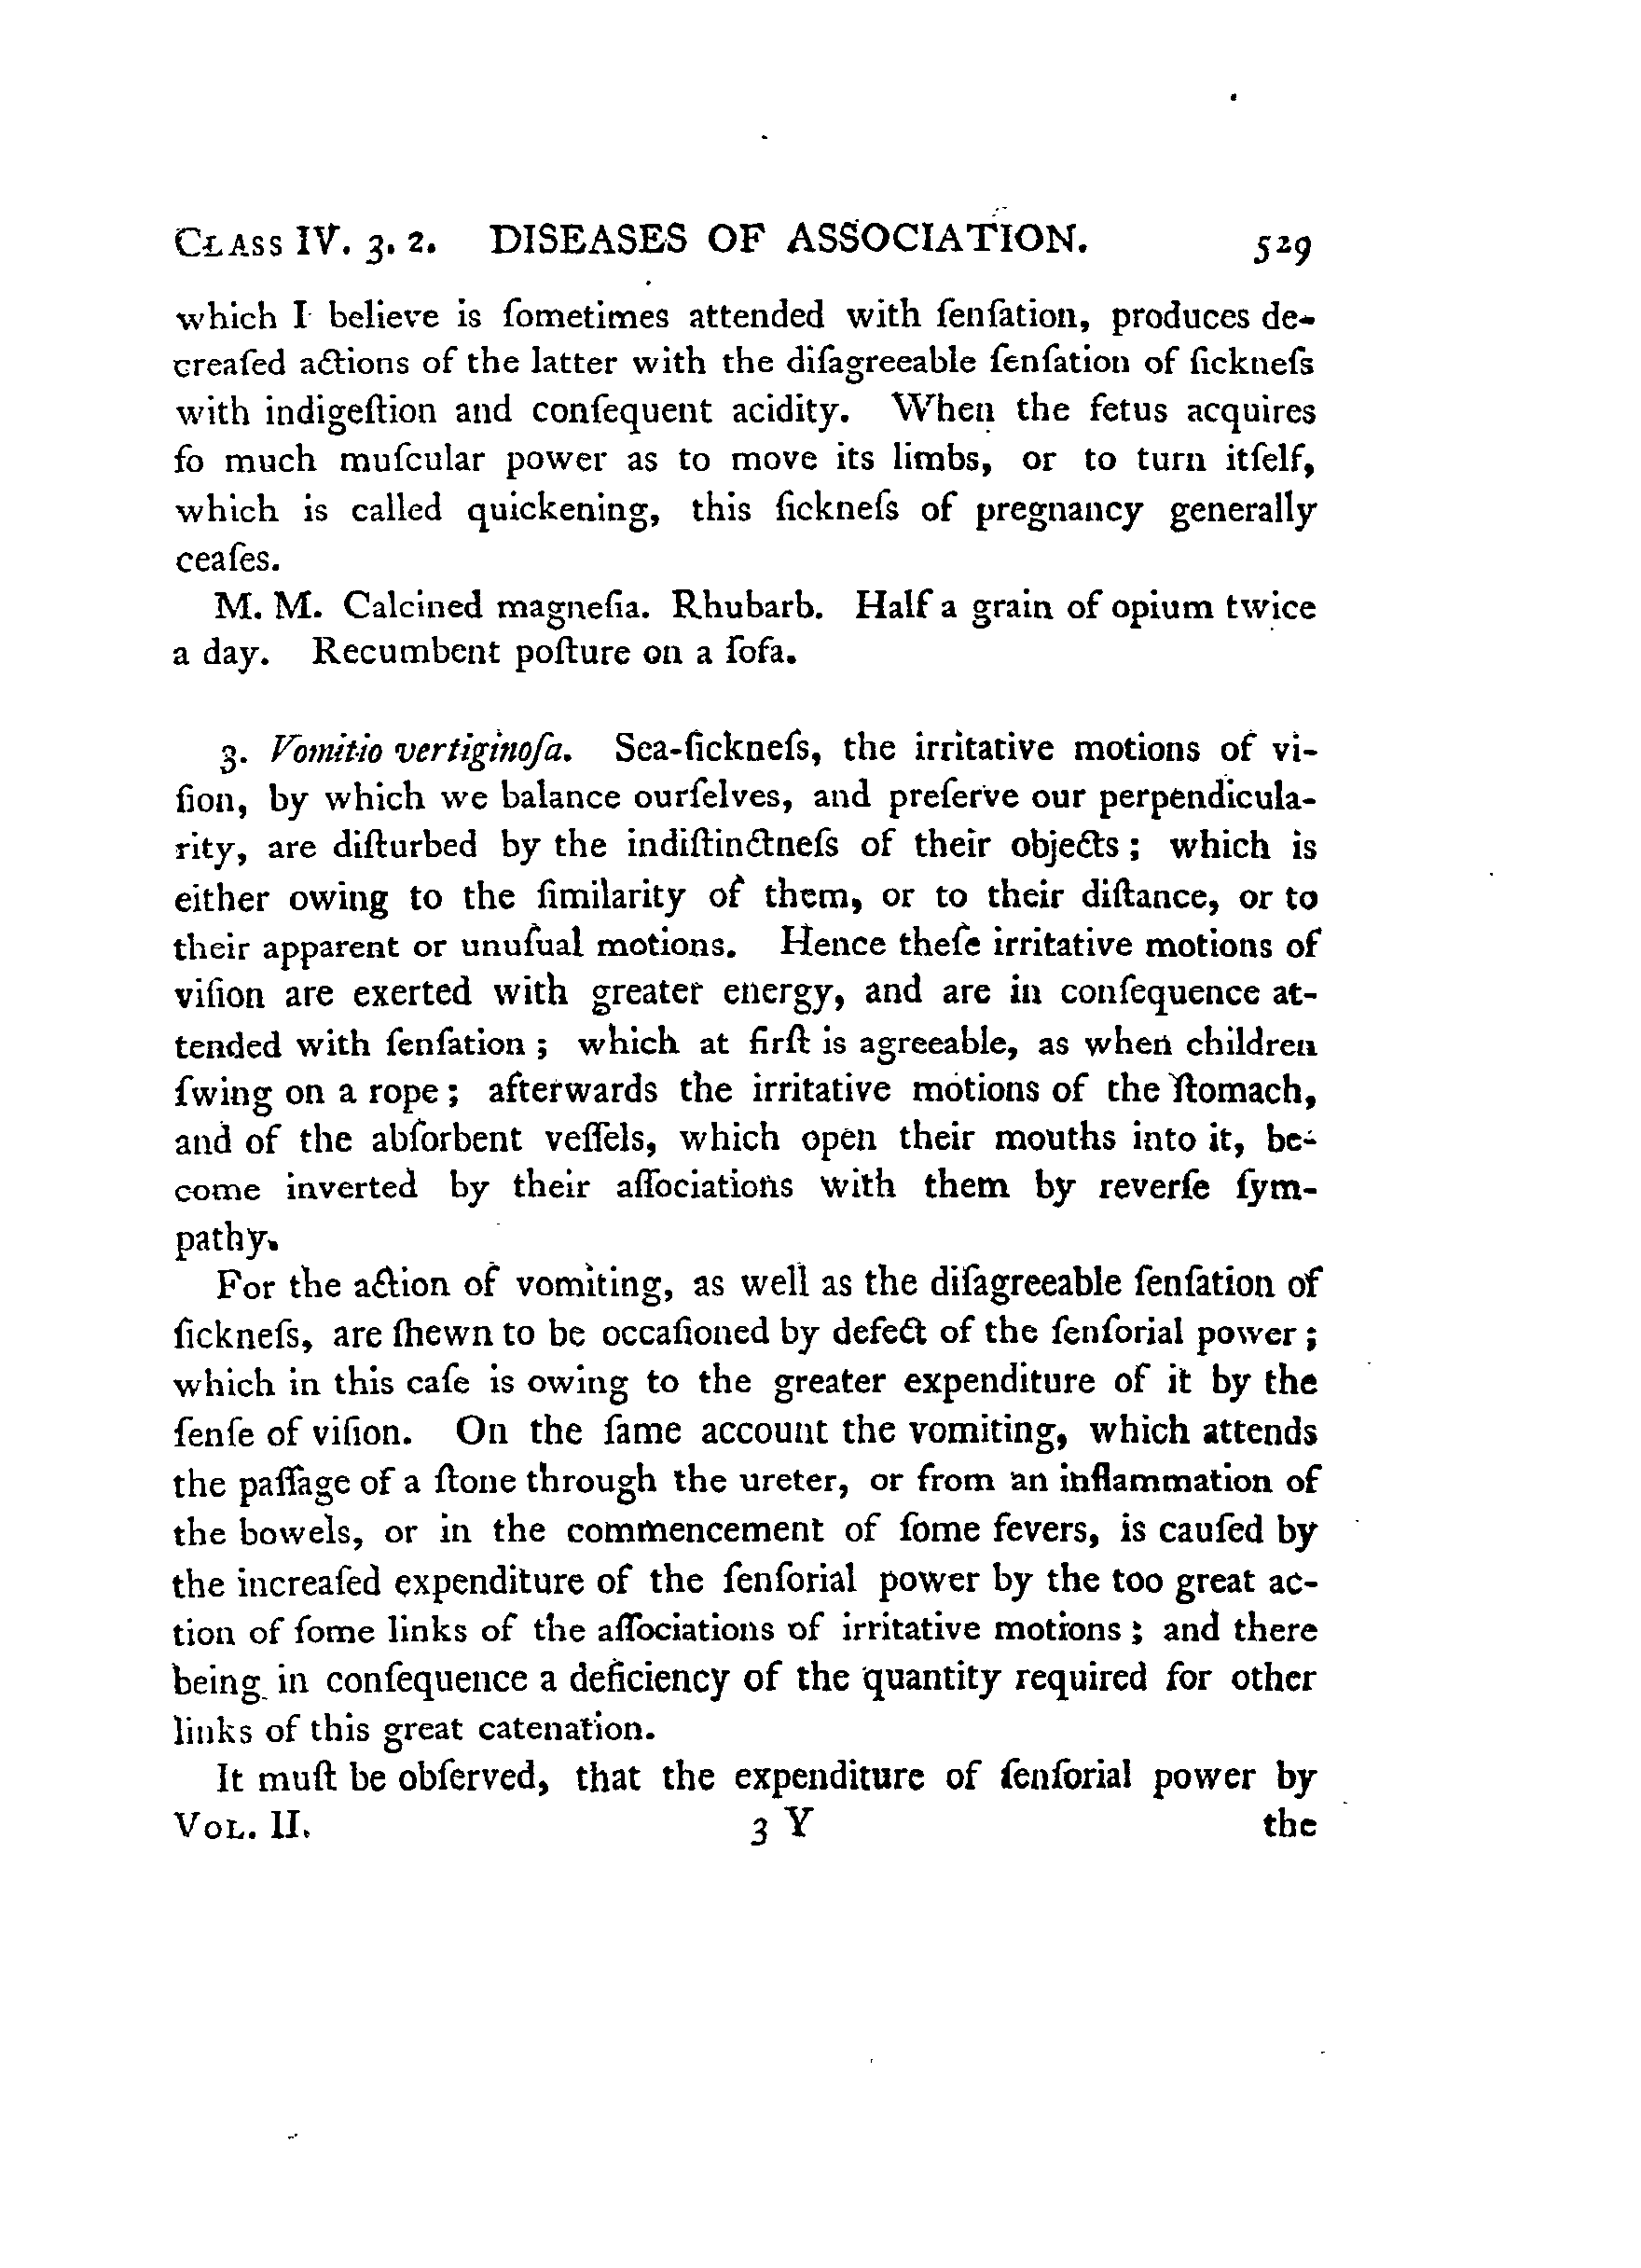 CLASS IV. 3. 2. DISEASES OF ASSOCIATION. 529
which I believe is ſometimes attended with ſenſation, produces de-
creaſed actions of the latter with the diſagreeable ſenſation of ſickneſs
with indigeſtion and conſequent acidity. When the fetus acquires
ſo much muſcular power as to move its limbs, or to turn itſelf,
which is called quickening, this ſickneſs of pregnancy generally
ceaſes.
M. M. Calcined magneſia. Rhubarb. Half a grain of opium twice
a day. Recumbent poſture on a ſofa.
3. Vomitio vertiginoſa. Sea-ſickneſs, the irritative motions of vi-
ſion, by which we balance ourſelves, and preſerve our perpendicula-
rity, are diſturbed by the indiſtinctneſs of their objects; which is
either owing to the ſimilarity of them, or to their diſtance, or to
their apparent or unuſual motions. Hence theſe irritative motions of
viſion are exerted with greater energy, and are in conſequence at-
tended with ſenſation; which at firſt is agreeable, as when children
ſwing on a rope; afterwards the irritative motions of the ſtomach,
and of the abſorbent veſſels, which open their mouths into it, be-
come inverted by their aſſociations with them by reverſe ſym-
pathy.
For the action of vomiting, as well as the diſagreeable ſenſation of
ſickneſs, are ſhewn to be occaſioned by defect of the ſenſorial power;
which in this caſe is owing to the greater expenditure of it by the
ſenſe of viſion. On the ſame account the vomiting, which attends
the paſſage of a ſtone through the ureter, or from an inflammation of
the bowels, or in the commencement of ſome fevers, is cauſed by
the increaſed expenditure of the ſenſorial power by the too great ac-
tion of ſome links of the aſſociations of irritative motions; and there
being in conſequence a deficiency of the quantity required for other
links of this great catenation.
It muſt be obſerved, that the expenditure of ſenſorial power by
VOL. II. 3 Y the